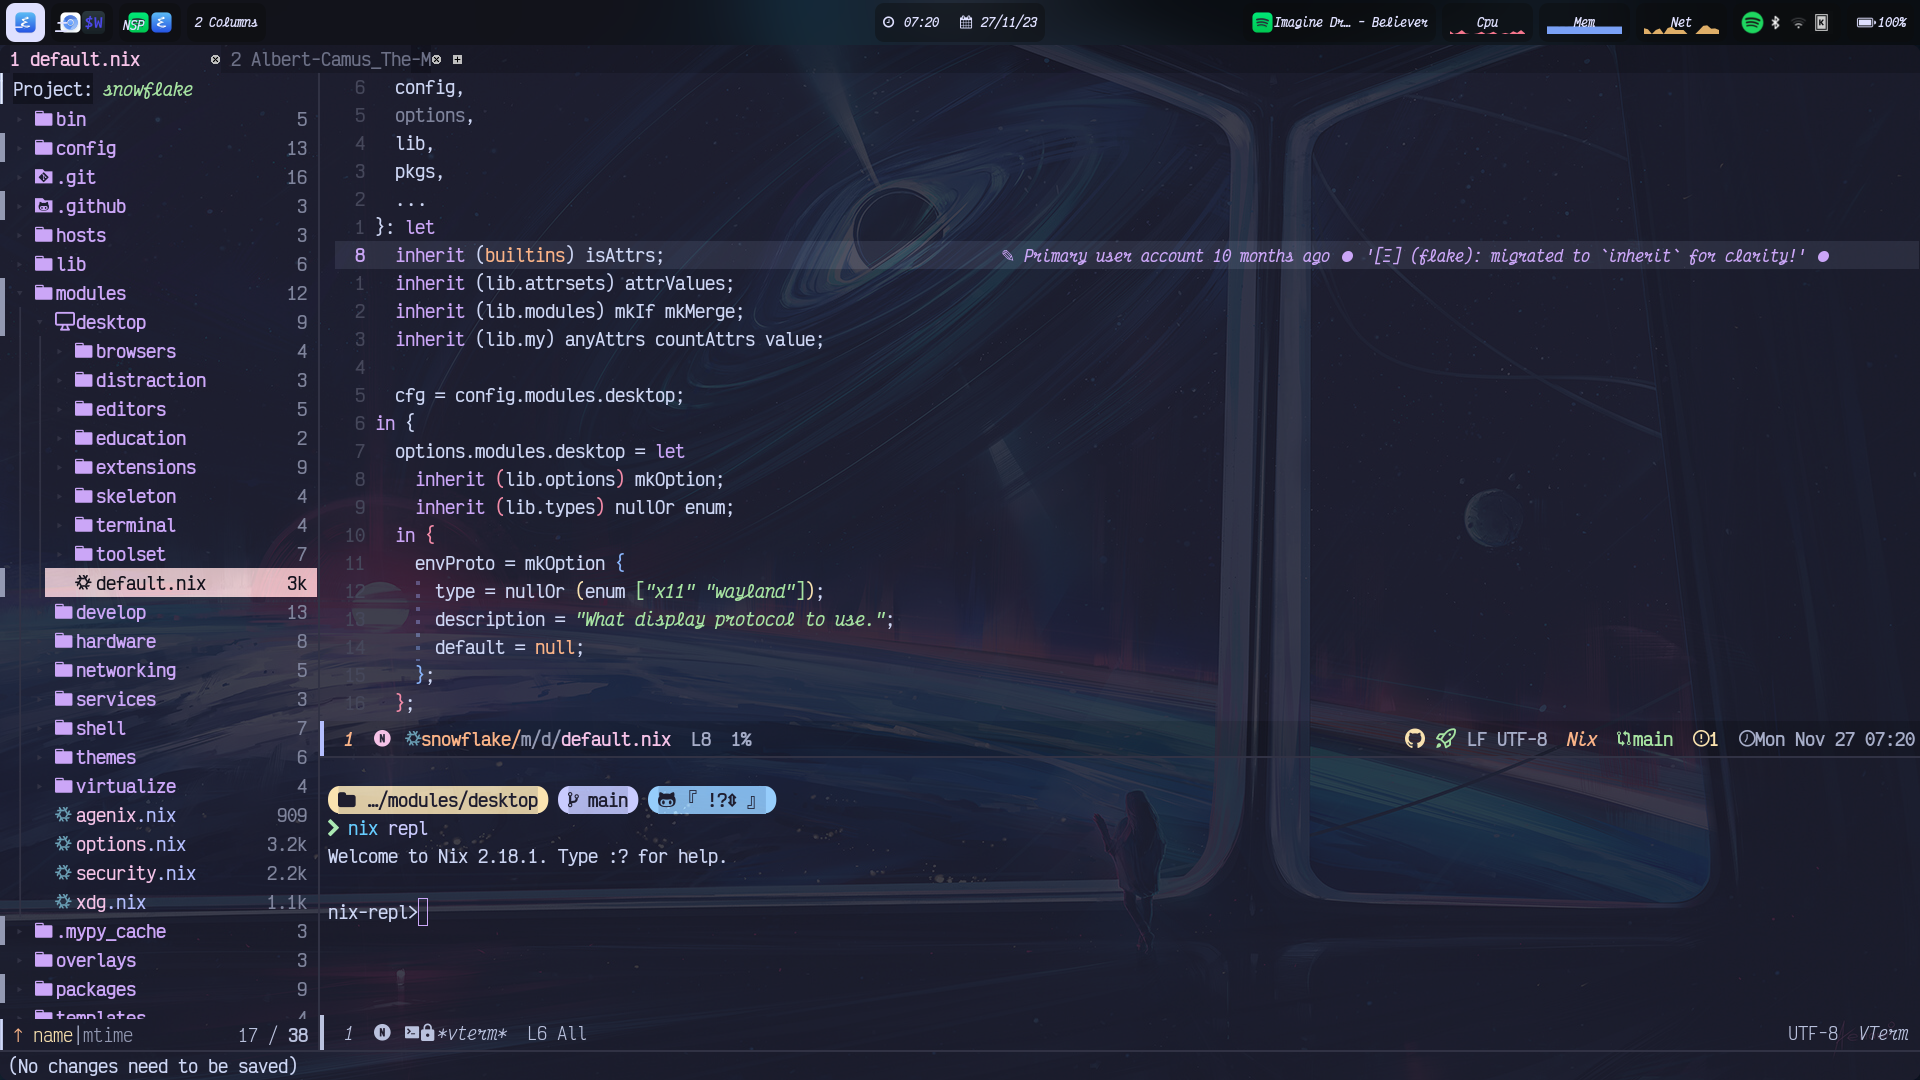 $W NSP 2 Columns 07:20 27/11/23 Imagine Dr… - Believer Cpu Mem Net 100%
1 default.nix 2 Albert-Camus_The-M
Project: snowflake
bin 5
config 13
.git 16
.github 3
hosts 3
lib 6
modules 12
desktop 9
browsers 4
distraction 3
editors 5
education 2
extensions 9
skeleton 4
terminal 4
toolset 7
default.nix 3k
develop 13
hardware 8
networking 5
services 3
shell 7
themes 6
virtualize 4
agenix.nix 909
options.nix 3.2k
security.nix 2.2k
xdg.nix 1.1k
.mypy_cache 3
overlays 3
packages 9
templates 4
↑ name|mtime 17 / 38
6 config,
5 options,
4 lib,
3 pkgs,
2 ...
1 }: let
8 inherit (builtins) isAttrs; ✎ Primary user account 10 months ago ● '[Ξ] (flake): migrated to `inherit` for clarity!' ●
1 inherit (lib.attrsets) attrValues;
2 inherit (lib.modules) mkIf mkMerge;
3 inherit (lib.my) anyAttrs countAttrs value;
4
5 cfg = config.modules.desktop;
6 in {
7 options.modules.desktop = let
8 inherit (lib.options) mkOption;
9 inherit (lib.types) nullOr enum;
10 in {
11 envProto = mkOption {
12 type = nullOr (enum ["x11" "wayland"]);
13 description = "What display protocol to use.";
14 default = null;
15 };
16 };
1 N snowflake/m/d/default.nix L8 1% LF UTF-8 Nix main 1 Mon Nov 27 07:20
…/modules/desktop main 『 !?⇕ 』
❯ nix repl
Welcome to Nix 2.18.1. Type :? for help.
nix-repl>
1 N *vterm* L6 All UTF-8 VTerm
(No changes need to be saved)